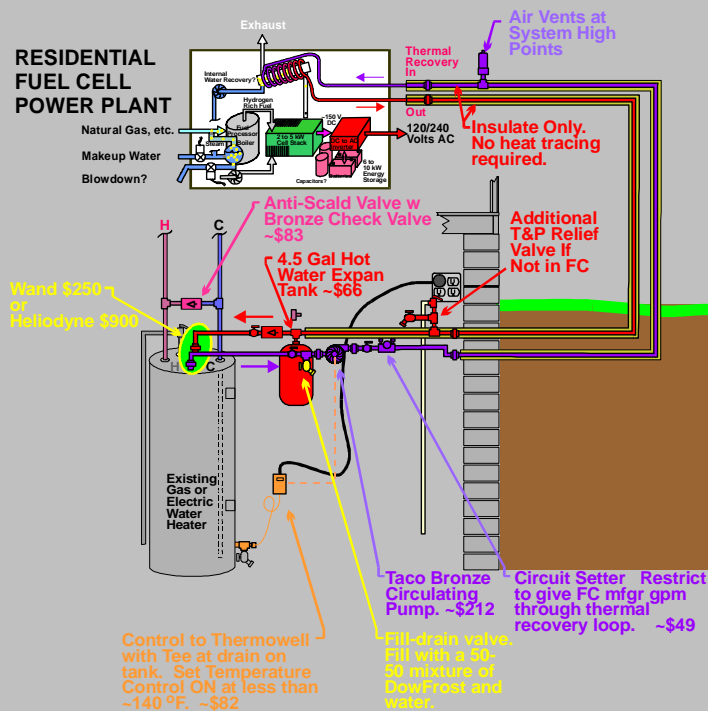 Exhaust
Air Vents at
System High
Points
RESIDENTIAL
FUEL CELL
POWER PLANT
Thermal
Recovery
In
Internal
Water Recovery?
Hydrogen
Rich Fuel
~150 V
DC
Out
Natural Gas, etc.
Fuel
Processor
Boiler
Steam
2 to 5 kW
Cell Stack
DC to AC
120/240
Volts AC
Insulate Only.
No heat tracing
required.
Makeup Water
Blowdown?
Capacitors?
6 to
10 kW
Energy
Storage
H
C
Anti-Scald Valve w
Bronze Check Valve
~$83
Additional
T&P Relief
Valve If
Not in FC
4.5 Gal Hot
Water Expan
Tank ~$66
Wand $250
or
Heliodyne $900
H
C
Existing
Gas or
Electric
Water
Heater
Taco Bronze
Circulating
Pump. ~$212
Circuit Setter Restrict
to give FC mfgr gpm
through thermal
recovery loop. ~$49
Control to Thermowell
with Tee at drain on
tank. Set Temperature
Control ON at less than
~140 ºF. ~$82
Fill-drain valve.
Fill with a 50-
50 mixture of
DowFrost and
water.